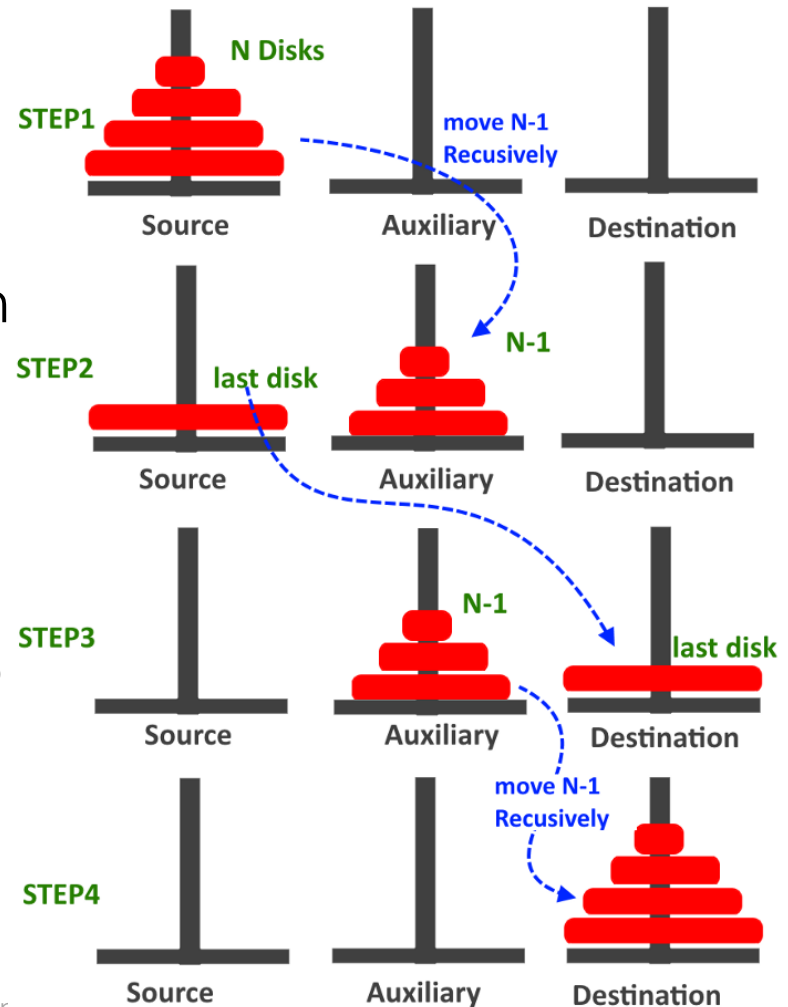 N Disks
STEP1
move N-1
Recusively
Source
Auxiliary
Destination
n
STEP2
last disk
N-1
Source
Auxiliary
Destination
STEP3
N-1
last disk
Source
Auxiliary
Destination
move N-1
Recusively
STEP4
Source
Auxiliary
Destination